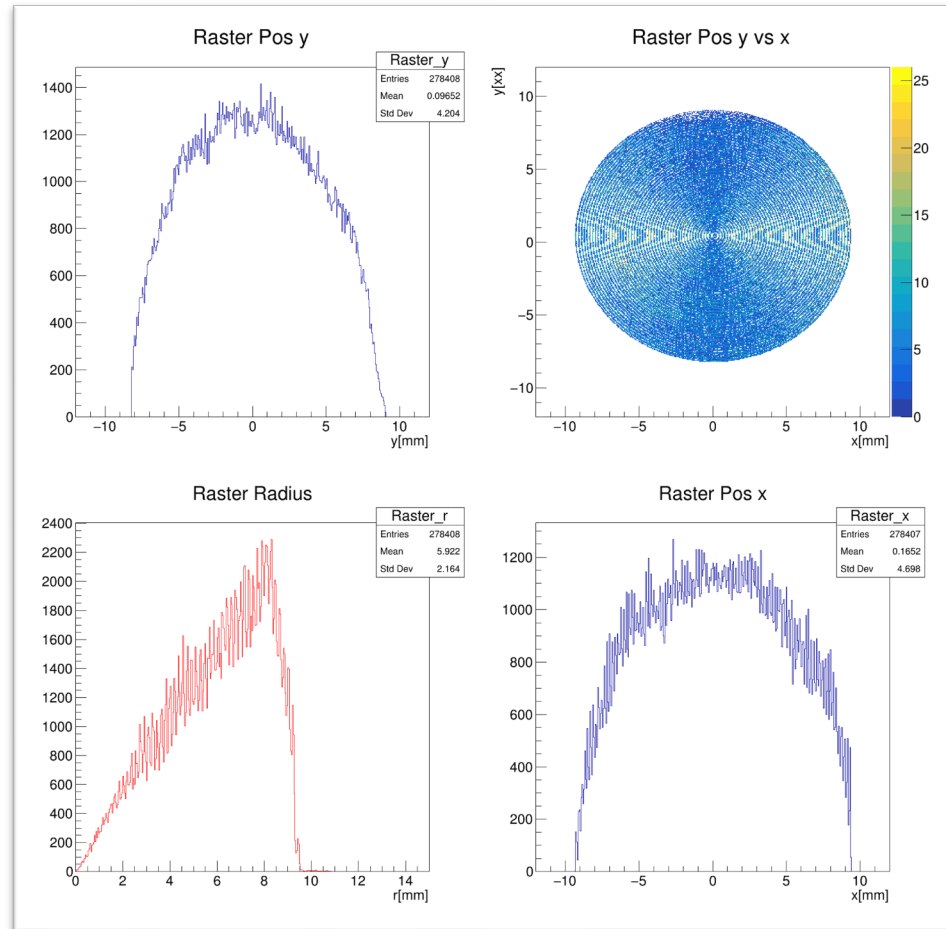 Raster Pos y
Raster_y
Entries 278408
Mean 0.09652
Std Dev 4.204
1400
1200
1000
800
600
400
200
0
−10 −5 0 5 10
y[mm]
Raster Pos y vs x
y[xx]
10
5
0
−5
−10
−10 −5 0 5 10
x[mm]
25
20
15
10
5
0
Raster Radius
Raster_r
Entries 278408
Mean 5.922
Std Dev 2.164
2400
2200
2000
1800
1600
1400
1200
1000
800
600
400
200
0
0 2 4 6 8 10 12 14
r[mm]
Raster Pos x
Raster_x
Entries 278407
Mean 0.1652
Std Dev 4.698
1200
1000
800
600
400
200
0
−10 −5 0 5 10
x[mm]